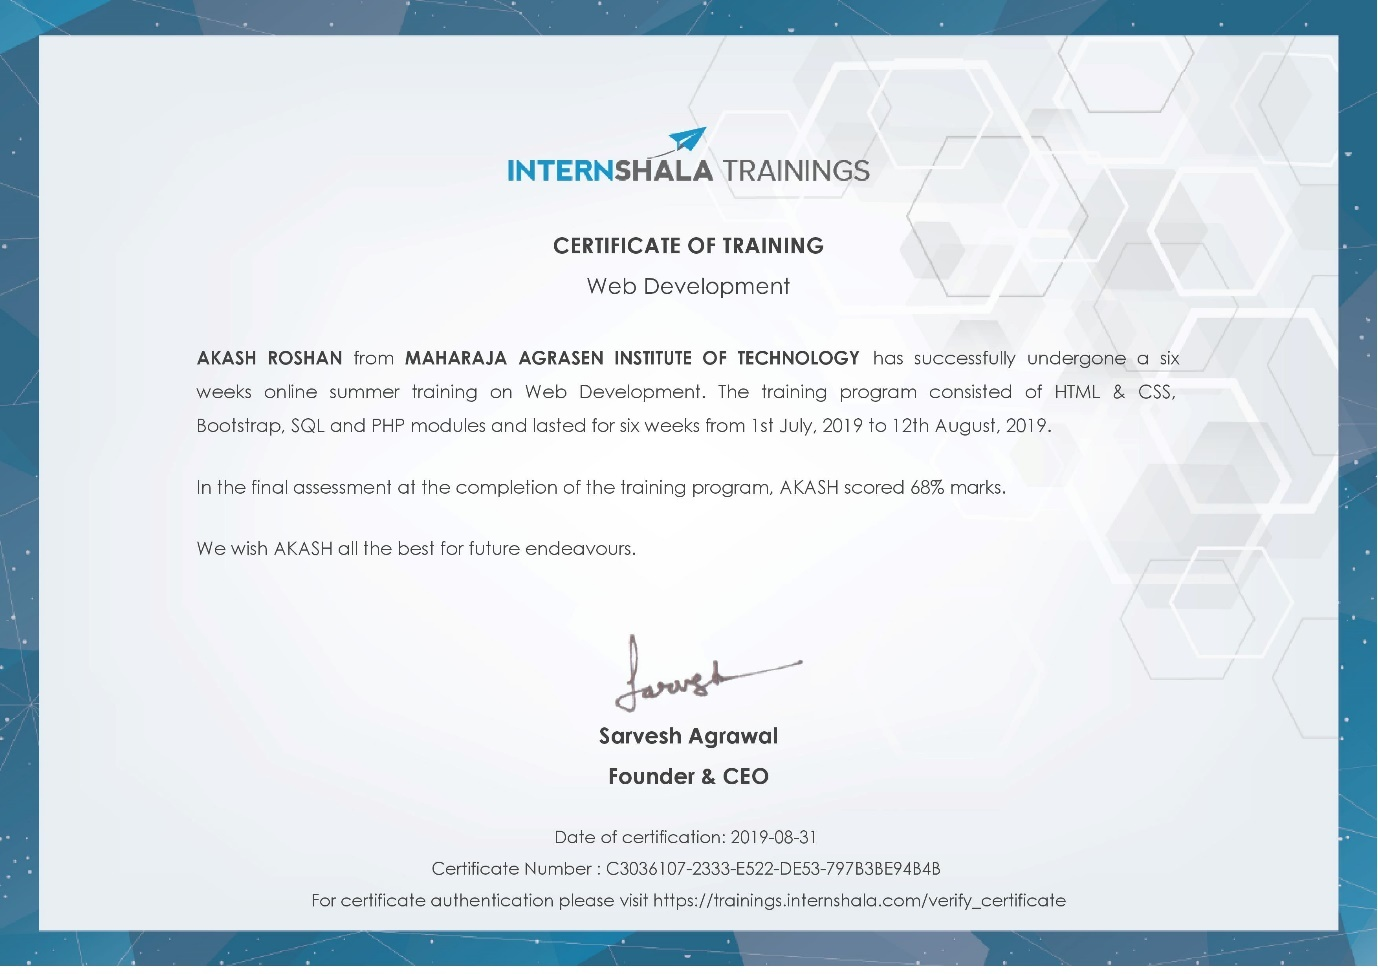 INTERNSHALA TRAININGS
CERTIFICATE OF TRAINING
Web Development
AKASH ROSHAN from MAHARAJA AGRASEN INSTITUTE OF TECHNOLOGY has successfully undergone a six
weeks online summer training on Web Development. The training program consisted of HTML & CSS,
Bootstrap, SQL and PHP modules and lasted for six weeks from 1st July, 2019 to 12th August, 2019.
In the final assessment at the completion of the training program, AKASH scored 68% marks.
We wish AKASH all the best for future endeavours.
Sarvesh
Sarvesh Agrawal
Founder & CEO
Date of certification: 2019-08-31
Certificate Number : C3036107-2333-E522-DE53-797B3BE94B4B
For certificate authentication please visit https://trainings.internshala.com/verify_certificate